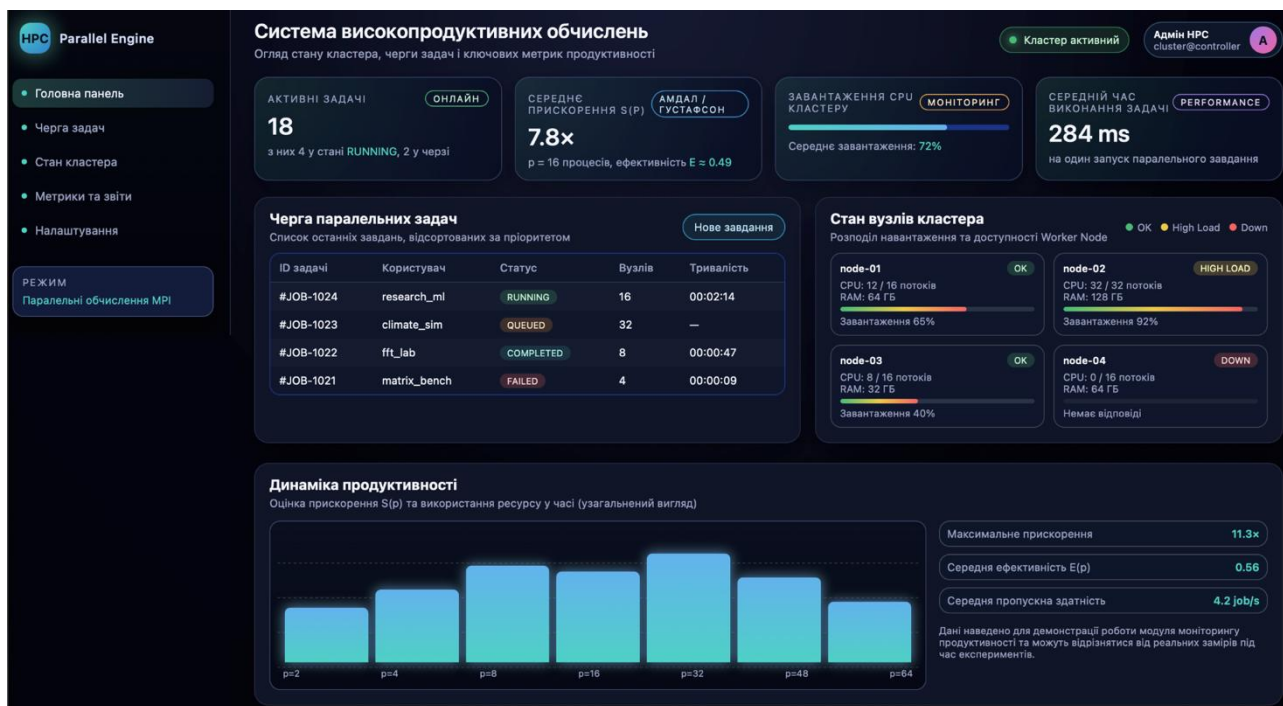 HPC
Parallel Engine
Головна панель
Черга задач
Стан кластера
Метрики та звіти
Налаштування
РЕЖИМ
Паралельні обчислення MPI
Система високопродуктивних обчислень
Огляд стану кластера, черги задач і ключових метрик продуктивності
Кластер активний
Адмін HPC
cluster@controller
A
АКТИВНІ ЗАДАЧІ
ОНЛАЙН
18
з них 4 у стані RUNNING, 2 у черзі
СЕРЕДНЄ
ПРИСКОРЕННЯ S(P)
АМДАЛ /
ГУСТАФСОН
7.8×
p = 16 процесів, ефективність E ≈ 0.49
ЗАВАНТАЖЕННЯ CPU
КЛАСТЕРУ
МОНІТОРИНГ
Середнє завантаження: 72%
СЕРЕДНІЙ ЧАС
ВИКОНАННЯ ЗАДАЧІ
PERFORMANCE
284 ms
на один запуск паралельного завдання
Черга паралельних задач
Список останніх завдань, відсортованих за пріоритетом
Нове завдання
ID задачі Користувач Статус Вузлів Тривалість
#JOB-1024 research_ml RUNNING 16 00:02:14
#JOB-1023 climate_sim QUEUED 32 —
#JOB-1022 fft_lab COMPLETED 8 00:00:47
#JOB-1021 matrix_bench FAILED 4 00:00:09
Стан вузлів кластера
Розподіл навантаження та доступності Worker Node
OK High Load Down
node-01 OK
CPU: 12 / 16 потоків
RAM: 64 ГБ
Завантаження 65%
node-02 HIGH LOAD
CPU: 32 / 32 потоків
RAM: 128 ГБ
Завантаження 92%
node-03 OK
CPU: 8 / 16 потоків
RAM: 32 ГБ
Завантаження 40%
node-04 DOWN
CPU: 0 / 16 потоків
RAM: 64 ГБ
Немає відповіді
Динаміка продуктивності
Оцінка прискорення S(p) та використання ресурсу у часі (узагальнений вигляд)
p=2 p=4 p=8 p=16 p=32 p=48 p=64
Максимальне прискорення 11.3×
Середня ефективність E(p) 0.56
Середня пропускна здатність 4.2 job/s
Дані наведено для демонстрації роботи модуля моніторингу
продуктивності та можуть відрізнятися від реальних замірів під
час експериментів.